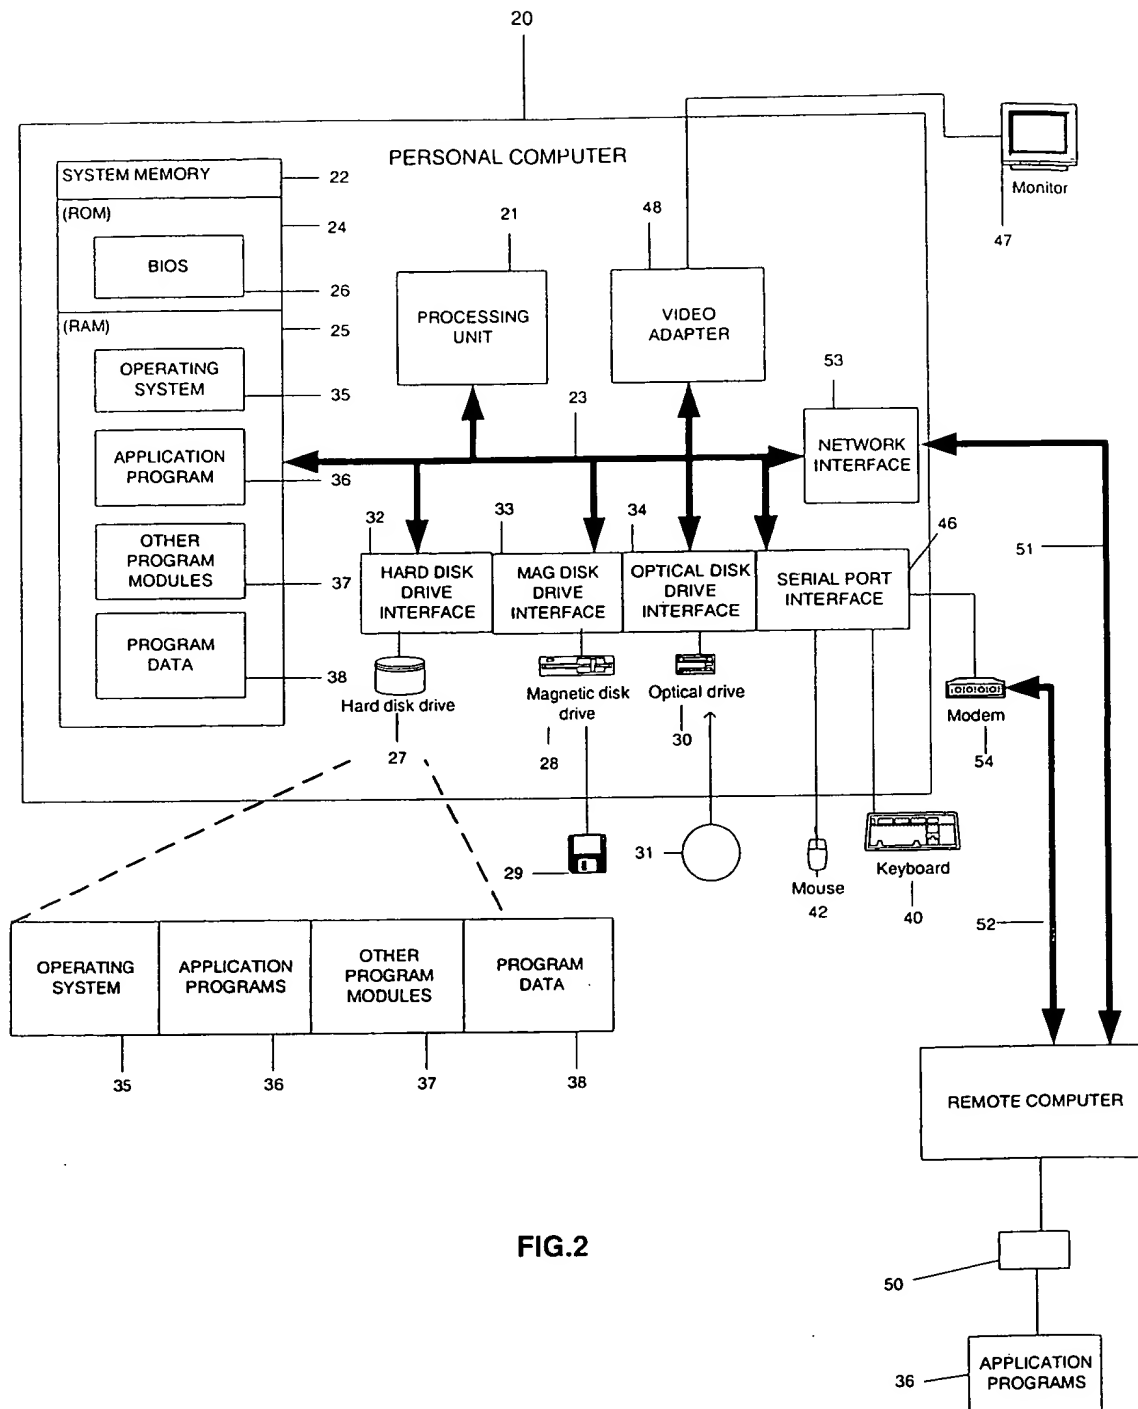 20
PERSONAL COMPUTER
SYSTEM MEMORY
22
(ROM)
24
BIOS
26
(RAM)
25
OPERATING
SYSTEM
35
APPLICATION
PROGRAM
36
OTHER
PROGRAM
MODULES
37
PROGRAM
DATA
38
21
PROCESSING
UNIT
48
VIDEO
ADAPTER
Monitor
47
23
53
NETWORK
INTERFACE
32
HARD DISK
DRIVE
INTERFACE
33
MAG DISK
DRIVE
INTERFACE
34
OPTICAL DISK
DRIVE
INTERFACE
46
SERIAL PORT
INTERFACE
51
Hard disk drive
27
Magnetic disk
drive
28
Optical drive
30
Modem
54
29
31
Mouse
42
Keyboard
40
52
OPERATING
SYSTEM
35
APPLICATION
PROGRAMS
36
OTHER
PROGRAM
MODULES
37
PROGRAM
DATA
38
REMOTE COMPUTER
50
36
APPLICATION
PROGRAMS
FIG.2